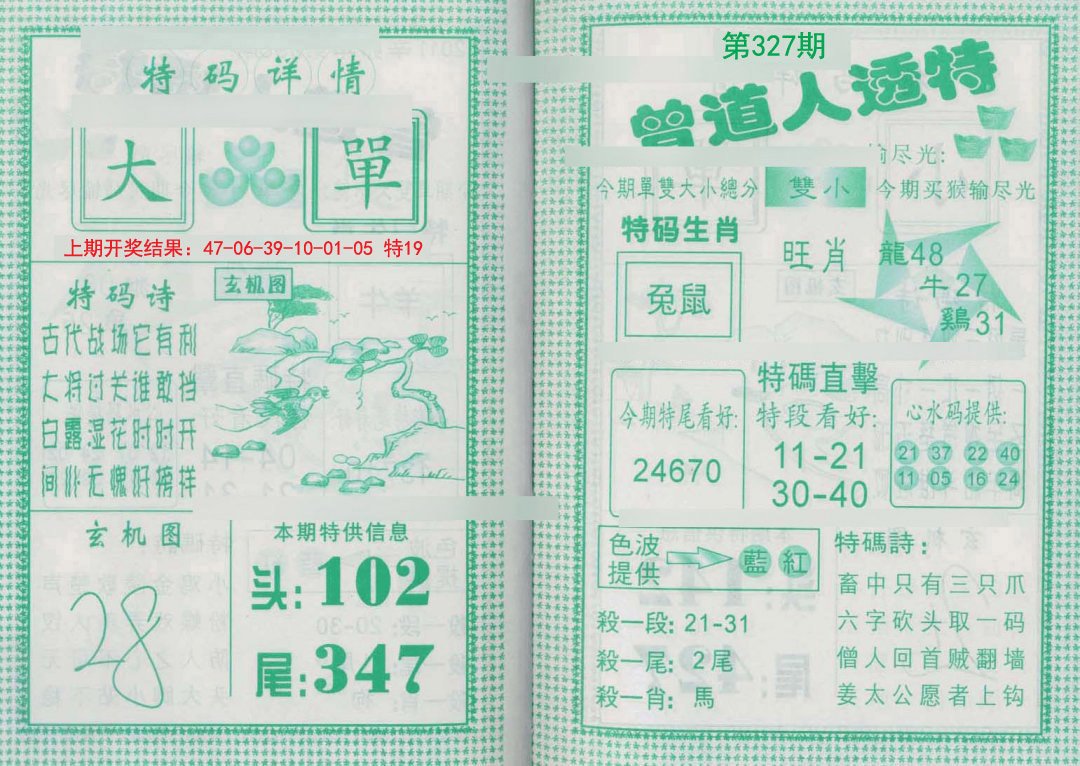 特码详情
大
單
上期开奖结果：47-06-39-10-01-05 特19
特码诗
古代战场它有利
大将过关谁敢挡
白露湿花时时开
问心无愧好榜样
玄机图
玄机图
28
本期特供信息
头:102
尾:347
第327期
曾道人透特
输尽光:
今期單雙大小總分
雙小
今期买猴输尽光
特码生肖
兔鼠
旺肖
龍48
牛27
鷄31
今期特尾看好:
24670
特碼直擊
特段看好:
11-21
30-40
心水码提供:
21 37 22 40
11 05 16 24
色波
提供
藍 紅
殺一段: 21-31
殺一尾: 2尾
殺一肖: 馬
特碼詩:
畜中只有三只爪
六字砍头取一码
僧人回首贼翻墙
姜太公愿者上钩